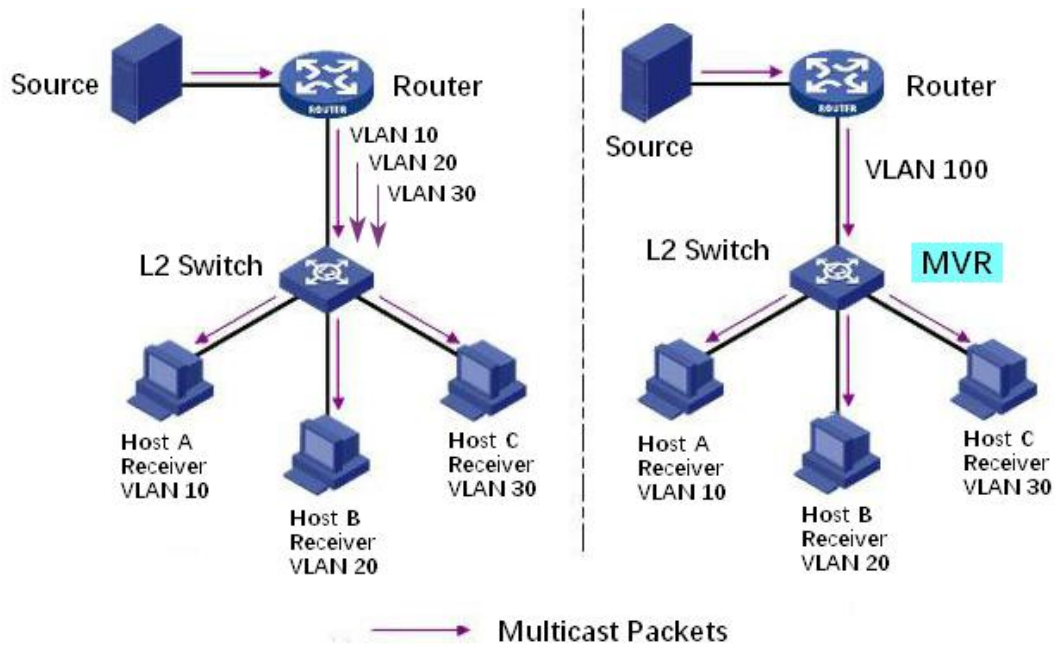 Source
Router
ROUTER
VLAN 10
VLAN 20
VLAN 30
L2 Switch
Host A
Receiver
VLAN 10
Host B
Receiver
VLAN 20
Host C
Receiver
VLAN 30
Source
Router
ROUTER
VLAN 100
L2 Switch
MVR
Host A
Receiver
VLAN 10
Host B
Receiver
VLAN 20
Host C
Receiver
VLAN 30
Multicast Packets